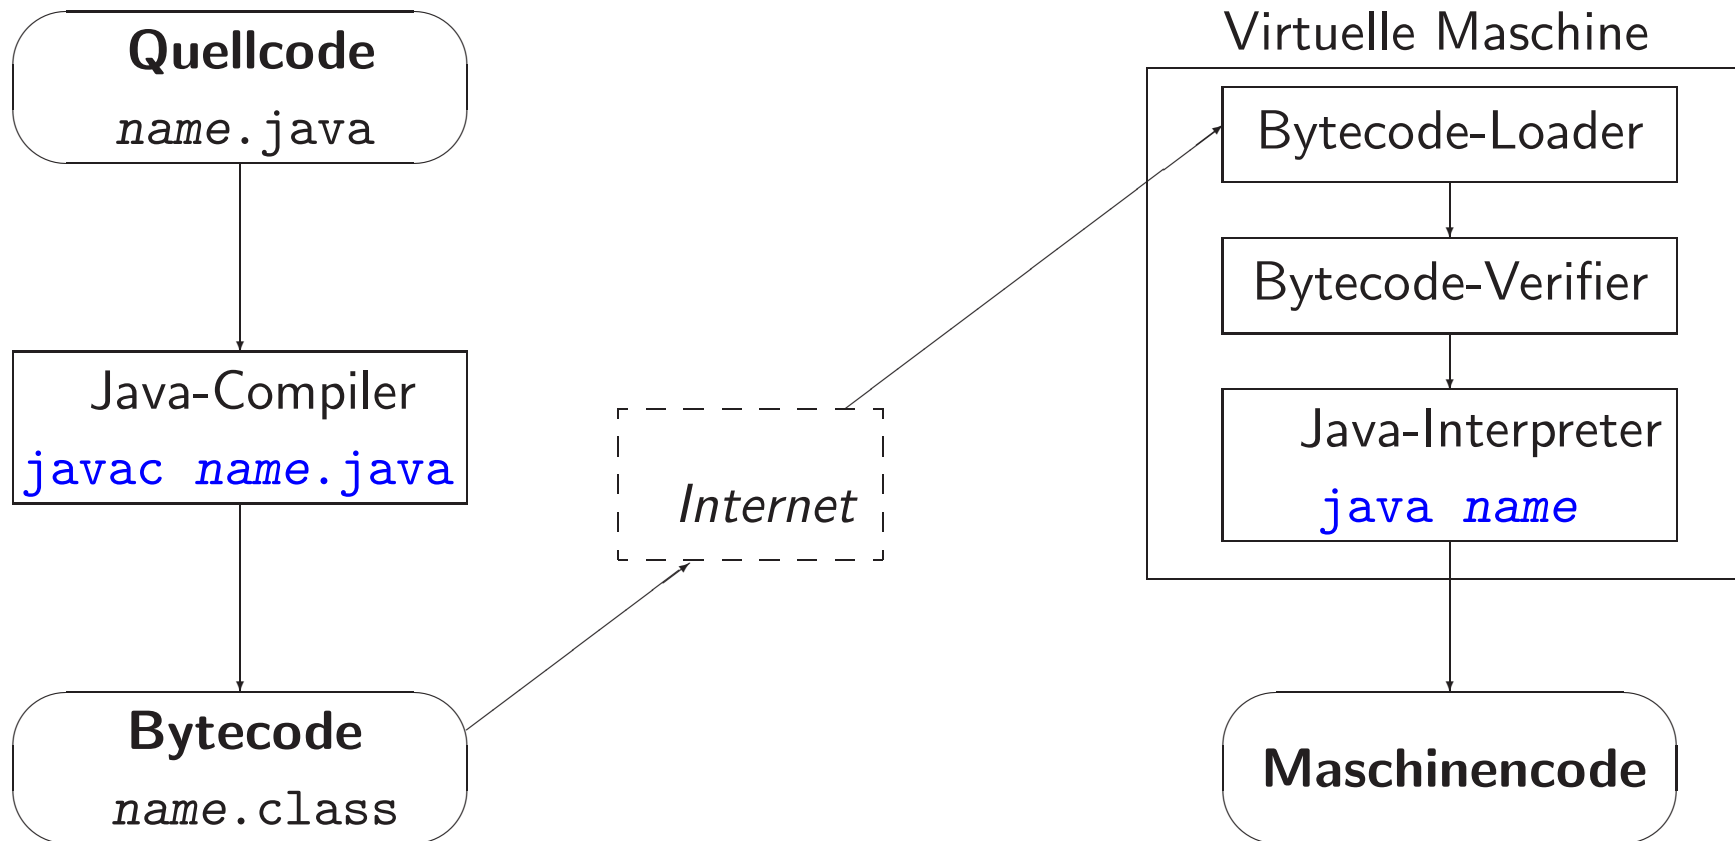 Quellcode
name.java
Java-Compiler
javac name.java
Bytecode
name.class
Internet
Virtuelle Maschine
Bytecode-Loader
Bytecode-Verifier
Java-Interpreter
java name
Maschinencode